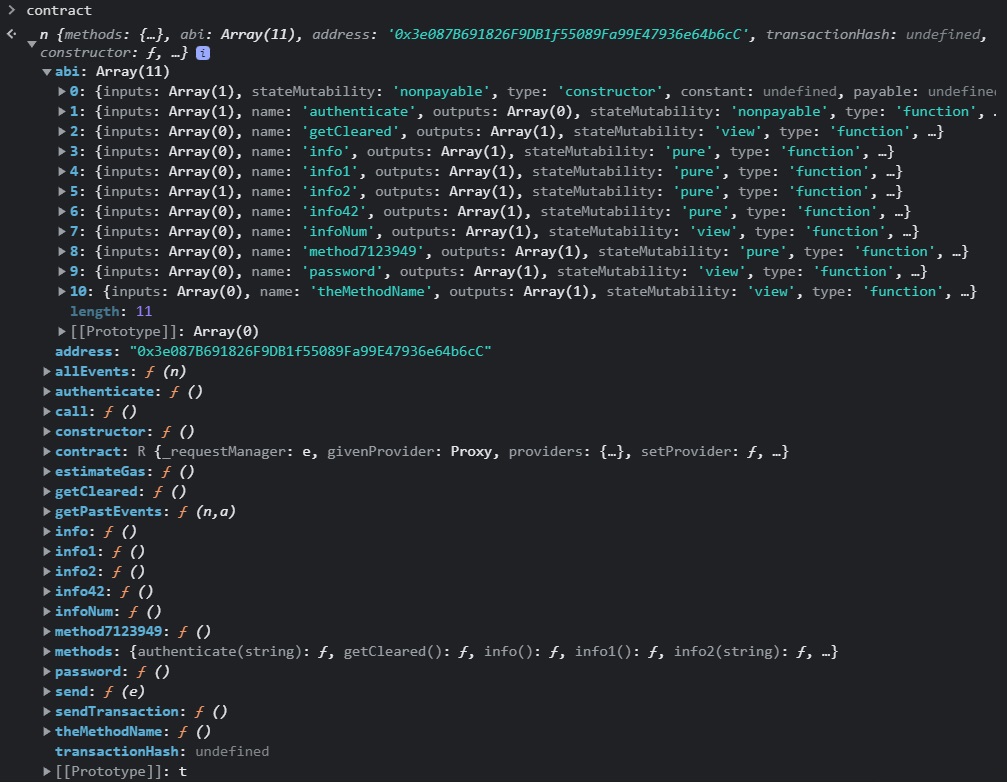 > contract
n {methods: {…}, abi: Array(11), address: '0x3e087B691826F9DB1f55089Fa99E47936e64b6cC', transactionHash: undefined, constructor: ƒ, …} i
abi: Array(11)
0: {inputs: Array(1), stateMutability: 'nonpayable', type: 'constructor', constant: undefined, payable: undefined
1: {inputs: Array(1), name: 'authenticate', outputs: Array(0), stateMutability: 'nonpayable', type: 'function', .
2: {inputs: Array(0), name: 'getCleared', outputs: Array(1), stateMutability: 'view', type: 'function', …}
3: {inputs: Array(0), name: 'info', outputs: Array(1), stateMutability: 'pure', type: 'function', …}
4: {inputs: Array(0), name: 'info1', outputs: Array(1), stateMutability: 'pure', type: 'function', …}
5: {inputs: Array(1), name: 'info2', outputs: Array(1), stateMutability: 'pure', type: 'function', …}
6: {inputs: Array(0), name: 'info42', outputs: Array(1), stateMutability: 'pure', type: 'function', …}
7: {inputs: Array(0), name: 'infoNum', outputs: Array(1), stateMutability: 'view', type: 'function', …}
8: {inputs: Array(0), name: 'method7123949', outputs: Array(1), stateMutability: 'pure', type: 'function', …}
9: {inputs: Array(0), name: 'password', outputs: Array(1), stateMutability: 'view', type: 'function', …}
10: {inputs: Array(0), name: 'theMethodName', outputs: Array(1), stateMutability: 'view', type: 'function', …}
length: 11
[[Prototype]]: Array(0)
address: "0x3e087B691826F9DB1f55089Fa99E47936e64b6cC"
allEvents: ƒ (n)
authenticate: ƒ ()
call: ƒ ()
constructor: ƒ ()
contract: R {_requestManager: e, givenProvider: Proxy, providers: {…}, setProvider: ƒ, …}
estimateGas: ƒ ()
getCleared: ƒ ()
getPastEvents: ƒ (n,a)
info: ƒ ()
info1: ƒ ()
info2: ƒ ()
info42: ƒ ()
infoNum: ƒ ()
method7123949: ƒ ()
methods: {authenticate(string): ƒ, getCleared(): ƒ, info(): ƒ, info1(): ƒ, info2(string): ƒ, …}
password: ƒ ()
send: ƒ (e)
sendTransaction: ƒ ()
theMethodName: ƒ ()
transactionHash: undefined
[[Prototype]]: t